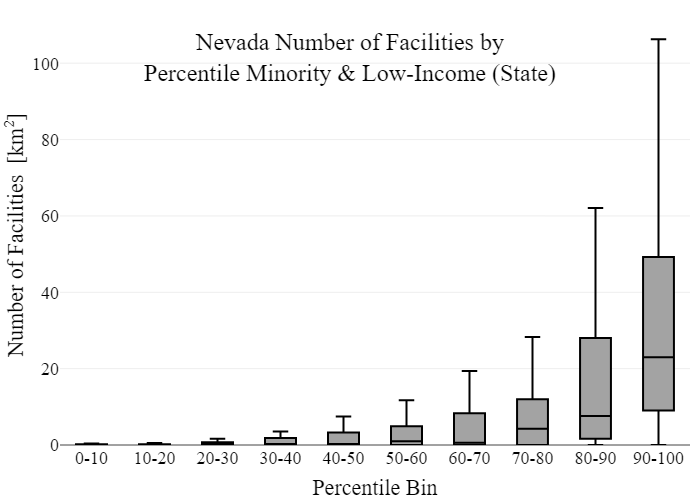 Nevada Number of Facilities by
Percentile Minority & Low-Income (State)
Number of Facilities [km²]
100
80
60
40
20
0
0-10 10-20 20-30 30-40 40-50 50-60 60-70 70-80 80-90 90-100
Percentile Bin